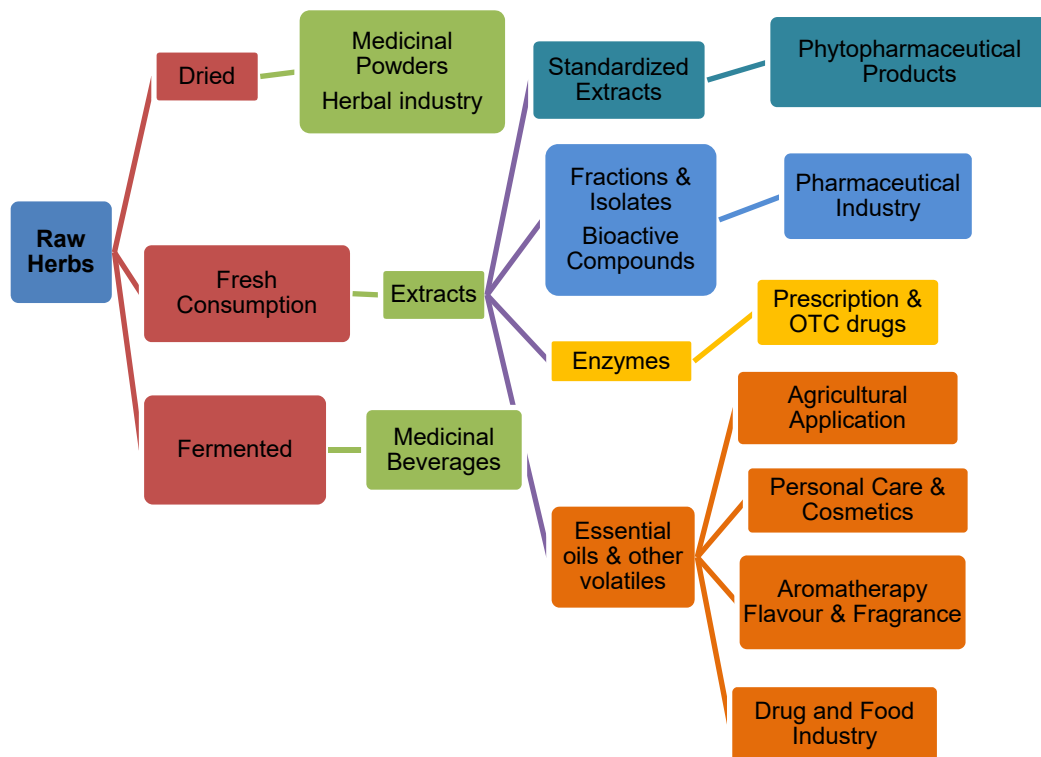 Raw
Herbs
Dried
Medicinal
Powders
Herbal industry
Fresh
Consumption
Extracts
Fermented
Medicinal
Beverages
Standardized
Extracts
Phytopharmaceutical
Products
Fractions &
Isolates
Bioactive
Compounds
Pharmaceutical
Industry
Enzymes
Prescription &
OTC drugs
Essential
oils & other
volatiles
Agricultural
Application
Personal Care &
Cosmetics
Aromatherapy
Flavour & Fragrance
Drug and Food
Industry